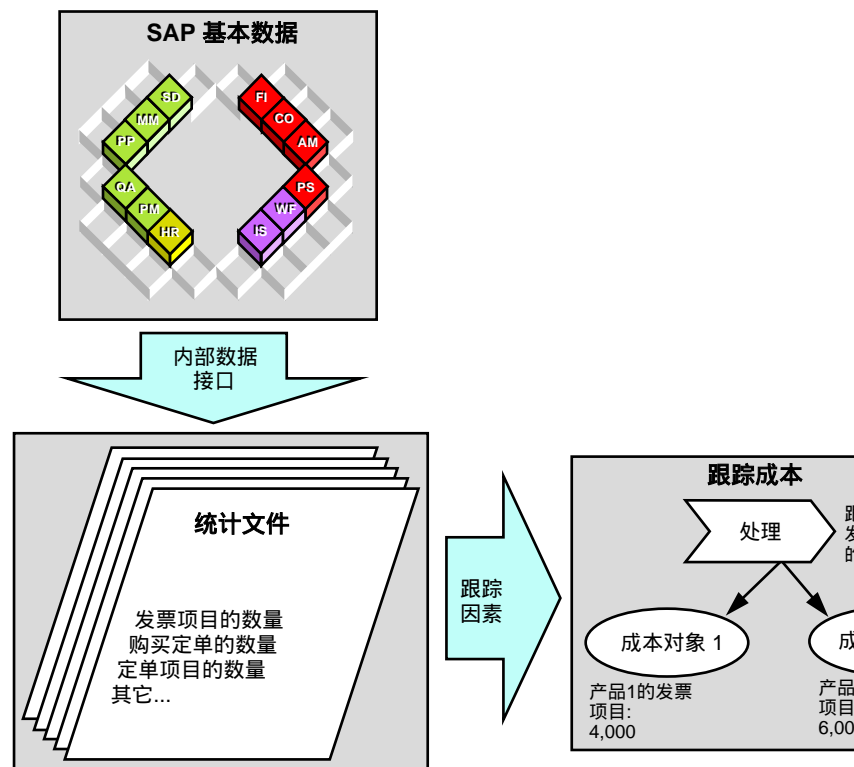 SAP 基本数据
SD
MM
PP
FI
CO
AM
QA
PM
HR
PS
WF
IS
内部数据
接口
统计文件
发票项目的数量
购买定单的数量
定单项目的数量
其它...
跟踪
因素
跟踪成本
处理
发
的
成本对象 1
成
产品1的发票
项目:
4,000
产品
项目
6,00